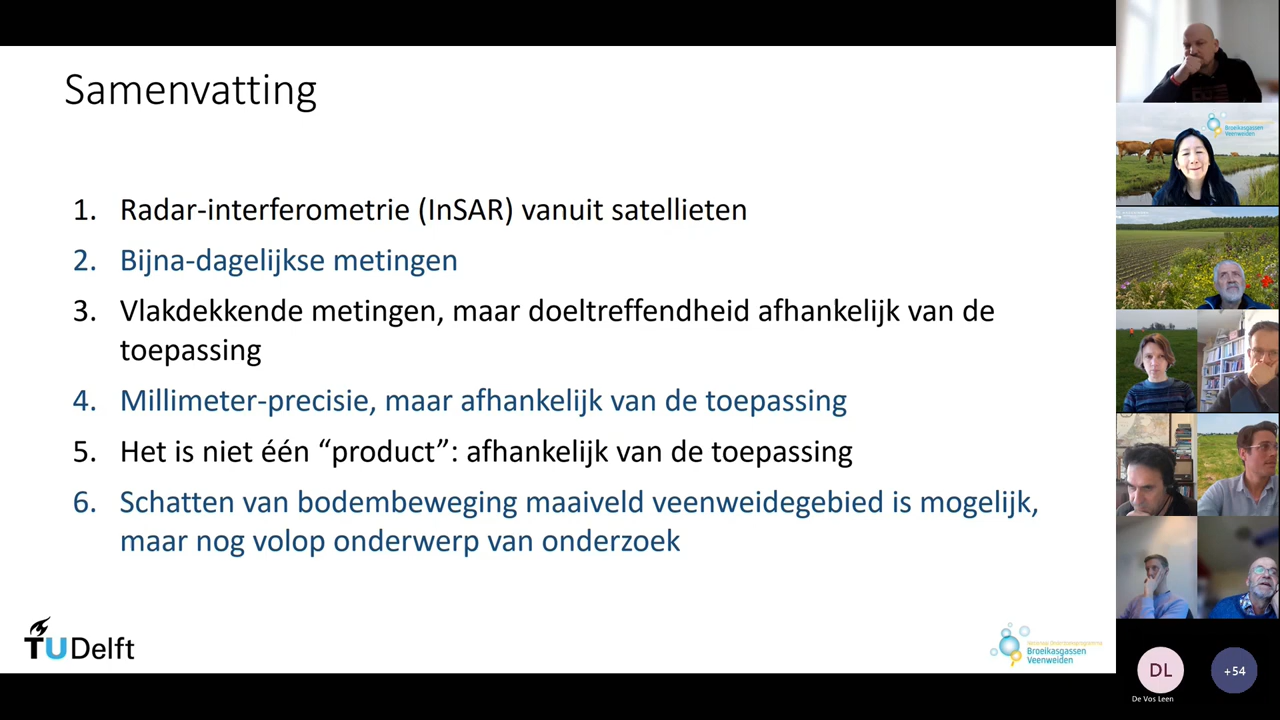 Samenvatting
1. Radar-interferometrie (InSAR) vanuit satellieten
2. Bijna-dagelijkse metingen
3. Vlakdekkende metingen, maar doeltreffendheid afhankelijk van de
toepassing
4. Millimeter-precisie, maar afhankelijk van de toepassing
5. Het is niet één “product”: afhankelijk van de toepassing
6. Schatten van bodembeweging maaiveld veenweidegebied is mogelijk,
maar nog volop onderwerp van onderzoek
TU Delft
Broeikasgassen
Veenweiden
Broeikasgassen
Veenweiden
DL
+54
De Vos Leen